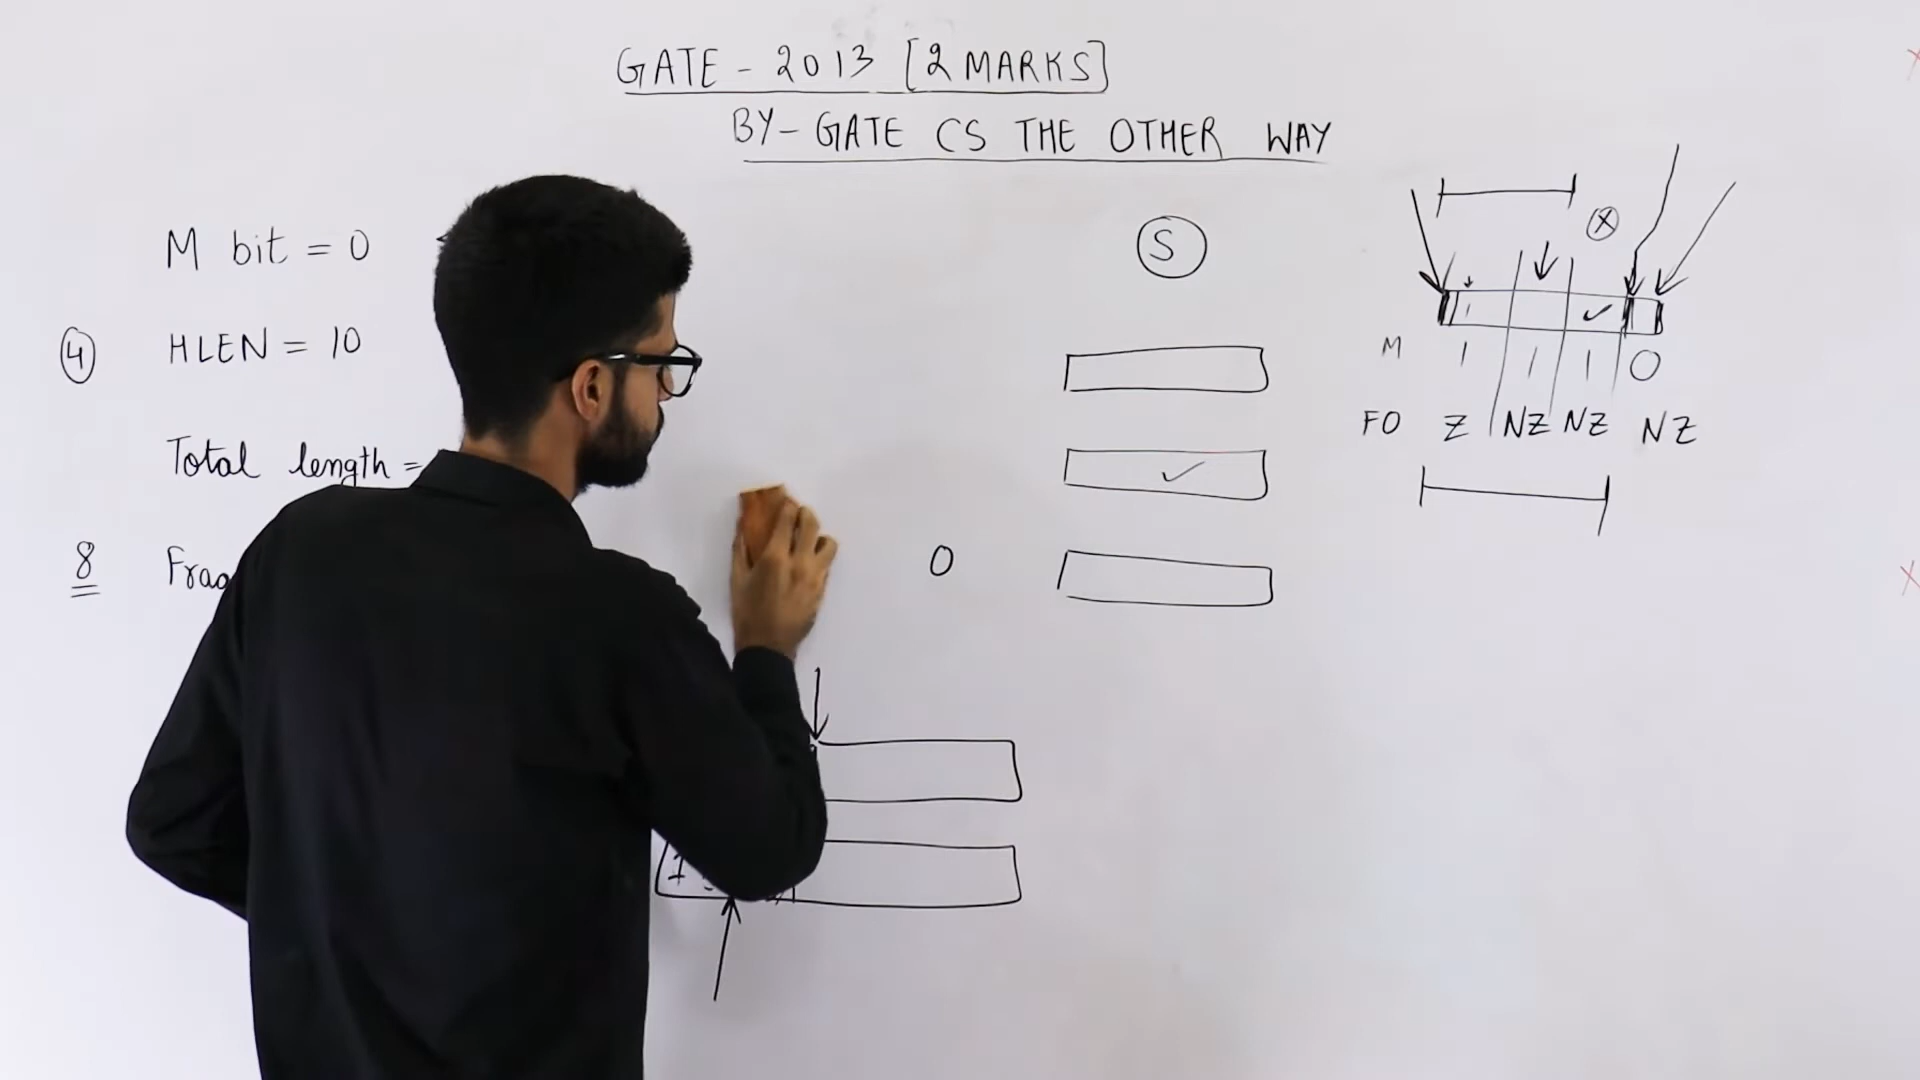 GATE - 2013 [2 MARKS]
BY- GATE CS THE OTHER WAY
M bit = 0
4 HLEN = 10
Total length =
8 Frag
0
S
X
M 1 1 1 0
FO Z NZ NZ NZ